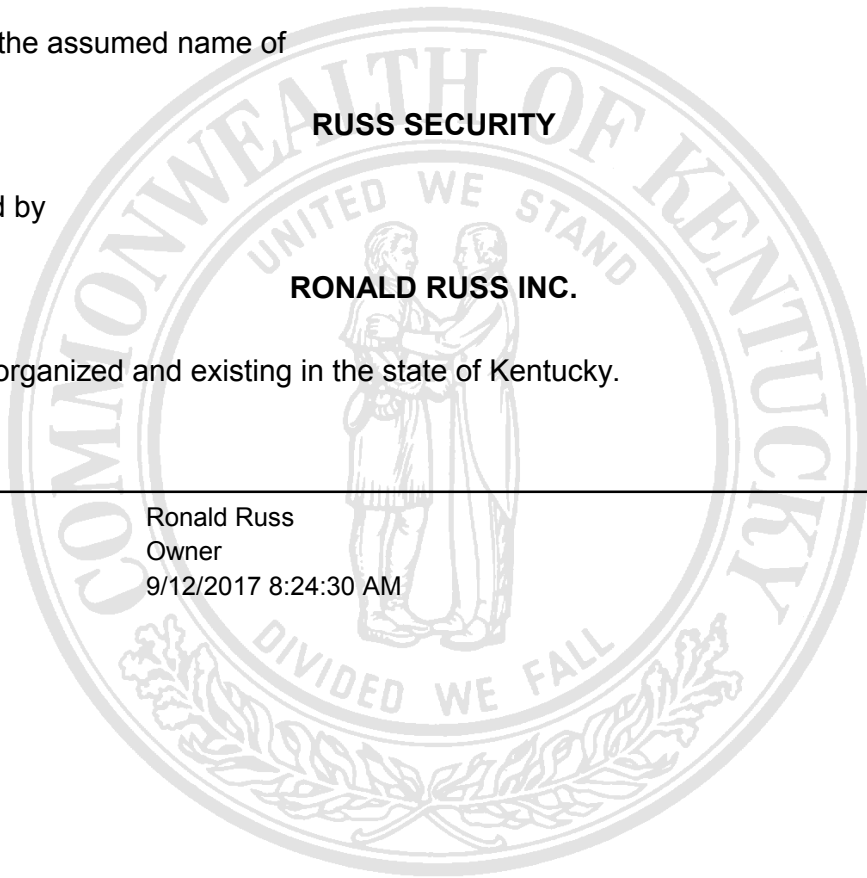 the assumed name of
RUSS SECURITY
d by
RONALD RUSS INC.
organized and existing in the state of Kentucky.
Ronald Russ
Owner
9/12/2017 8:24:30 AM
COMMONWEALTH OF KENTUCKY
UNITED WE STAND
DIVIDED WE FALL